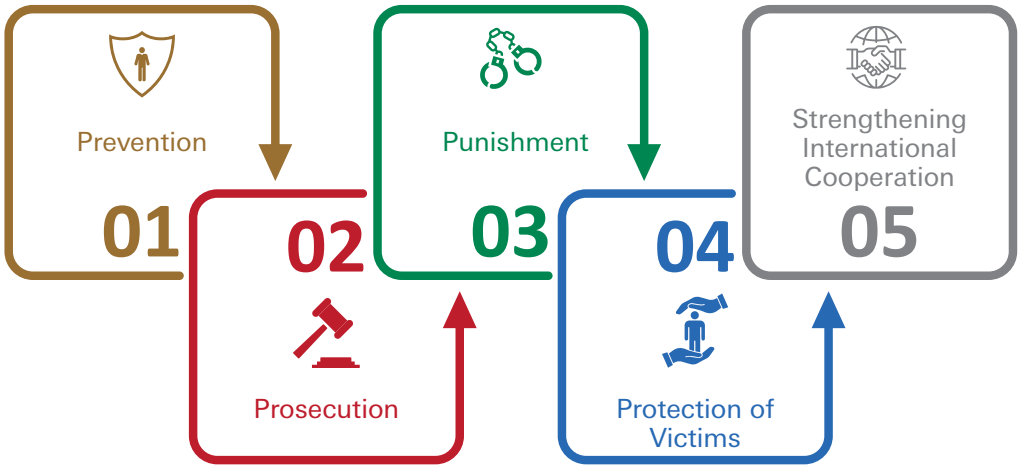 Prevention
01
02
Prosecution
Punishment
03
04
Protection of
Victims
Strengthening
International
Cooperation
05